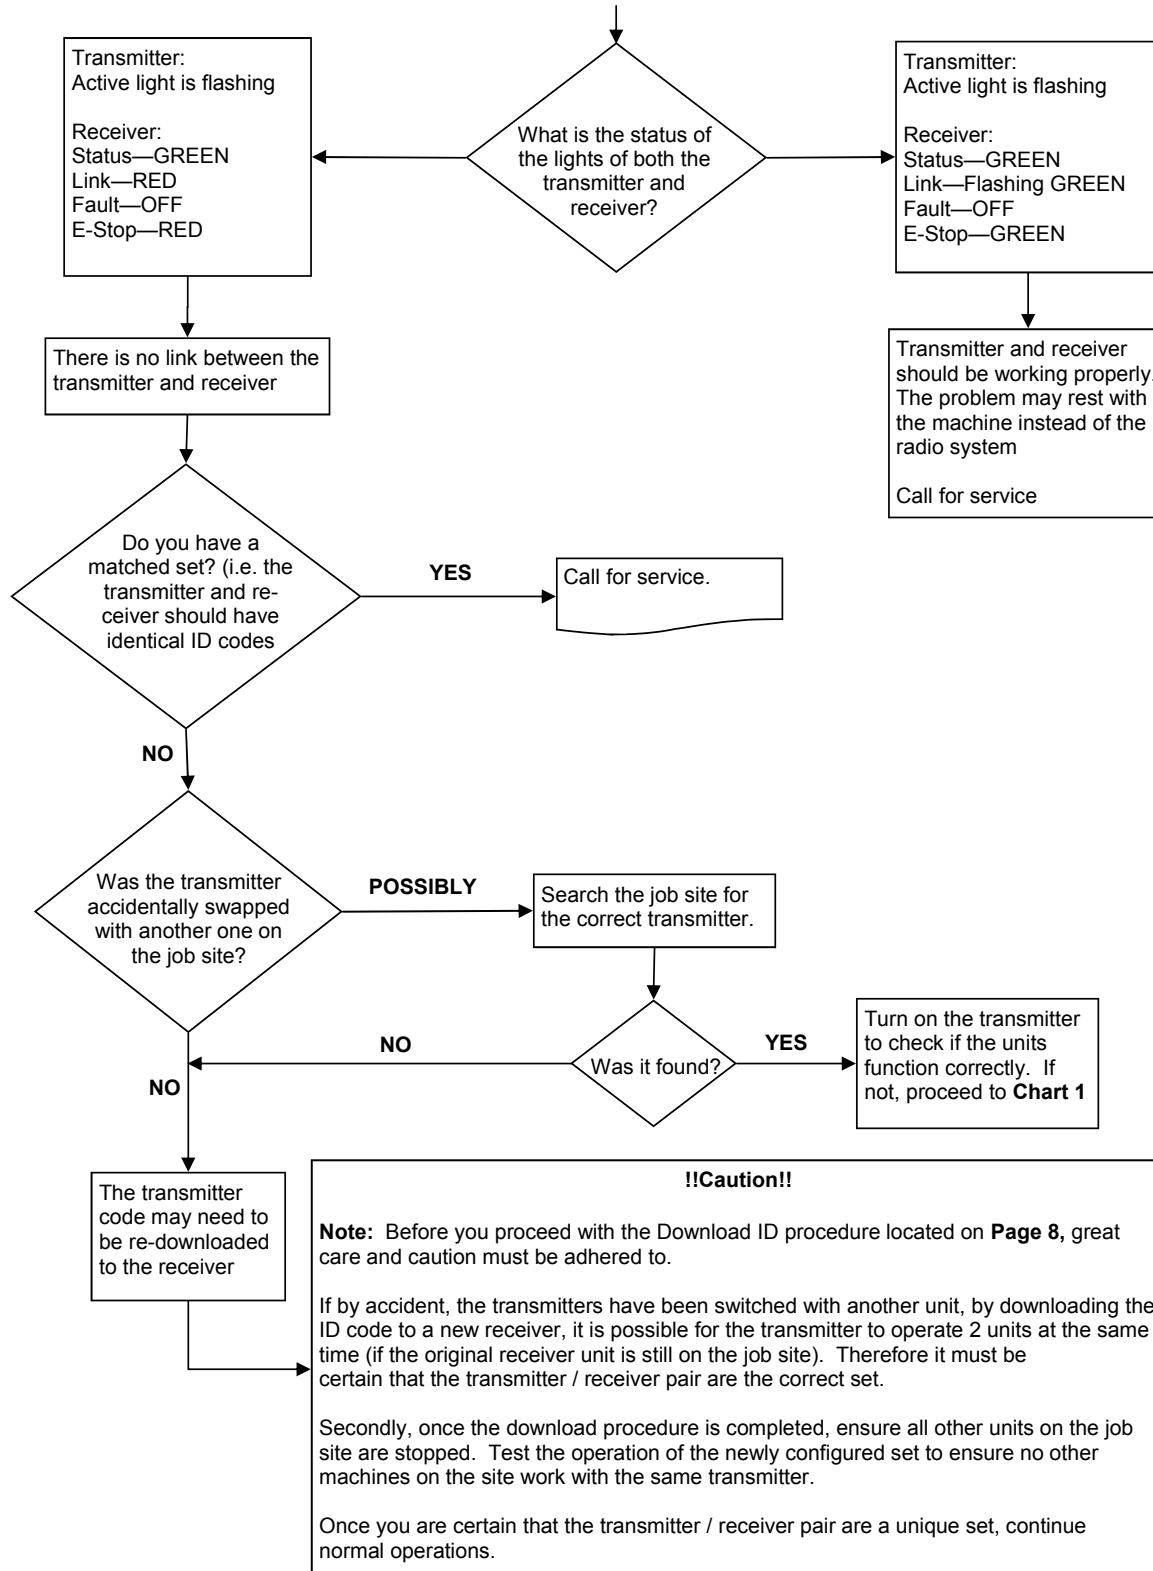 Transmitter:
Active light is flashing
Receiver:
Status—GREEN
Link—RED
Fault—OFF
E-Stop—RED
What is the status of
the lights of both the
transmitter and
receiver?
Transmitter:
Active light is flashing
Receiver:
Status—GREEN
Link—Flashing GREEN
Fault—OFF
E-Stop—GREEN
There is no link between the
transmitter and receiver
Transmitter and receiver
should be working properly.
The problem may rest with
the machine instead of the
radio system
Call for service
Do you have a
matched set? (i.e. the
transmitter and re-
ceiver should have
identical ID codes
YES
Call for service.
NO
Was the transmitter
accidentally swapped
with another one on
the job site?
POSSIBLY
Search the job site for
the correct transmitter.
NO
Was it found?
YES
Turn on the transmitter
to check if the units
function correctly.  If
not, proceed to Chart 1
NO
The transmitter
code may need to
be re-downloaded
to the receiver
!!Caution!!
Note:  Before you proceed with the Download ID procedure located on Page 8, great
care and caution must be adhered to.
If by accident, the transmitters have been switched with another unit, by downloading the
ID code to a new receiver, it is possible for the transmitter to operate 2 units at the same
time (if the original receiver unit is still on the job site).  Therefore it must be
certain that the transmitter / receiver pair are the correct set.
Secondly, once the download procedure is completed, ensure all other units on the job
site are stopped.  Test the operation of the newly configured set to ensure no other
machines on the site work with the same transmitter.
Once you are certain that the transmitter / receiver pair are a unique set, continue
normal operations.